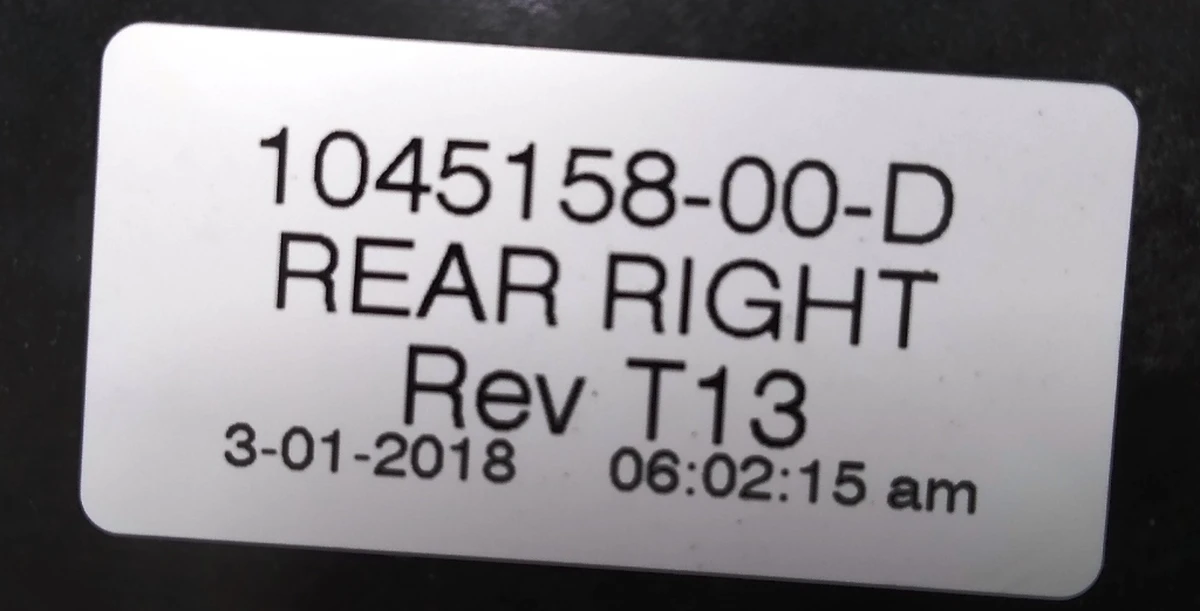 1045158-00-D
REAR RIGHT
Rev T13
3-01-2018 06:02:15 am